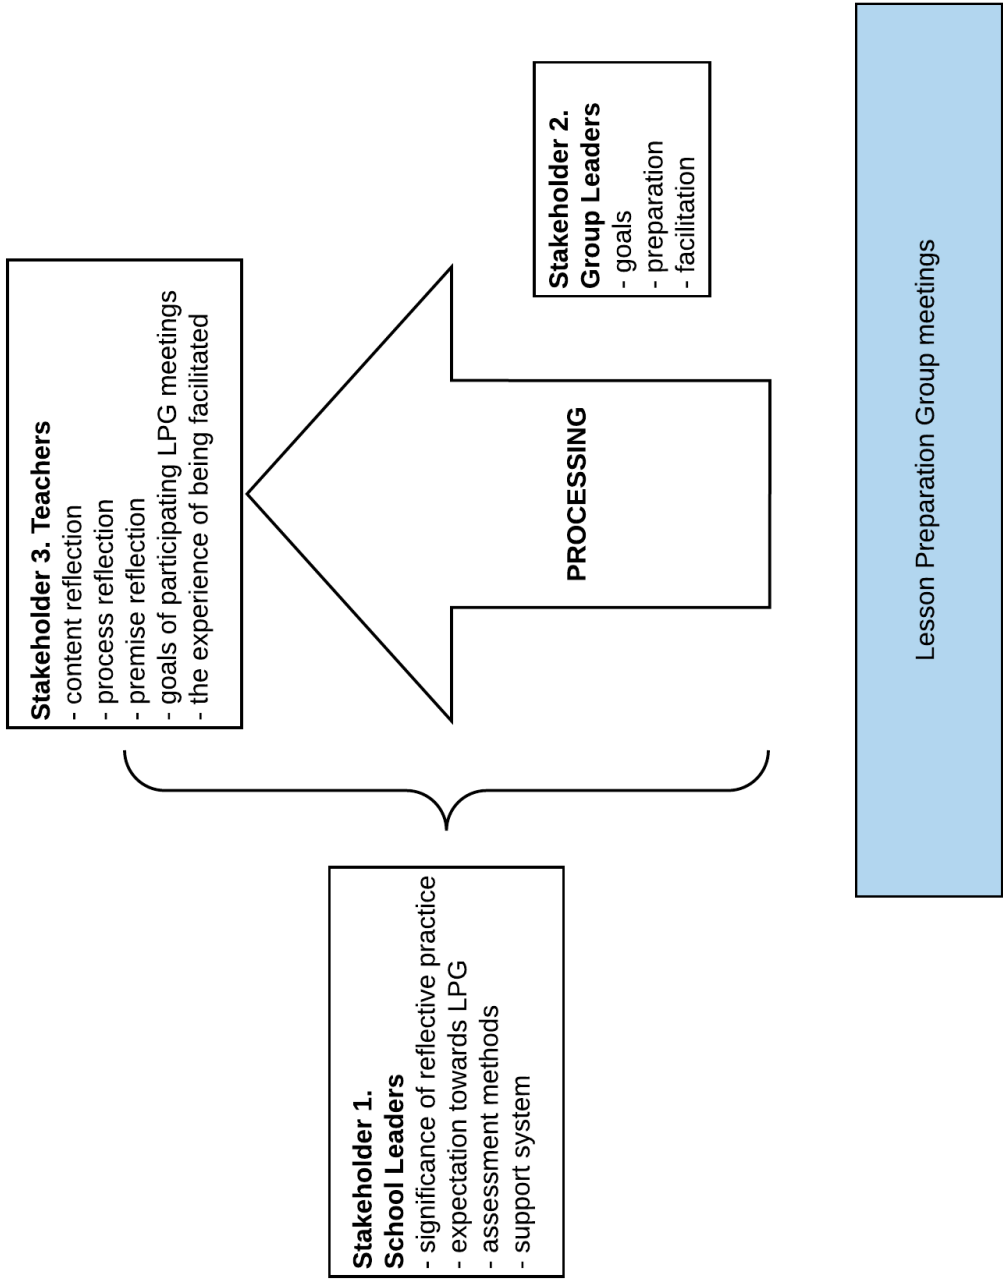 Stakeholder 3. Teachers
- content reflection
- process reflection
- premise reflection
- goals of participating LPG meetings
- the experience of being facilitated
Stakeholder 1.
School Leaders
- significance of reflective practice
- expectation towards LPG
- assessment methods
- support system
PROCESSING
Stakeholder 2.
Group Leaders
- goals
- preparation
- facilitation
Lesson Preparation Group meetings